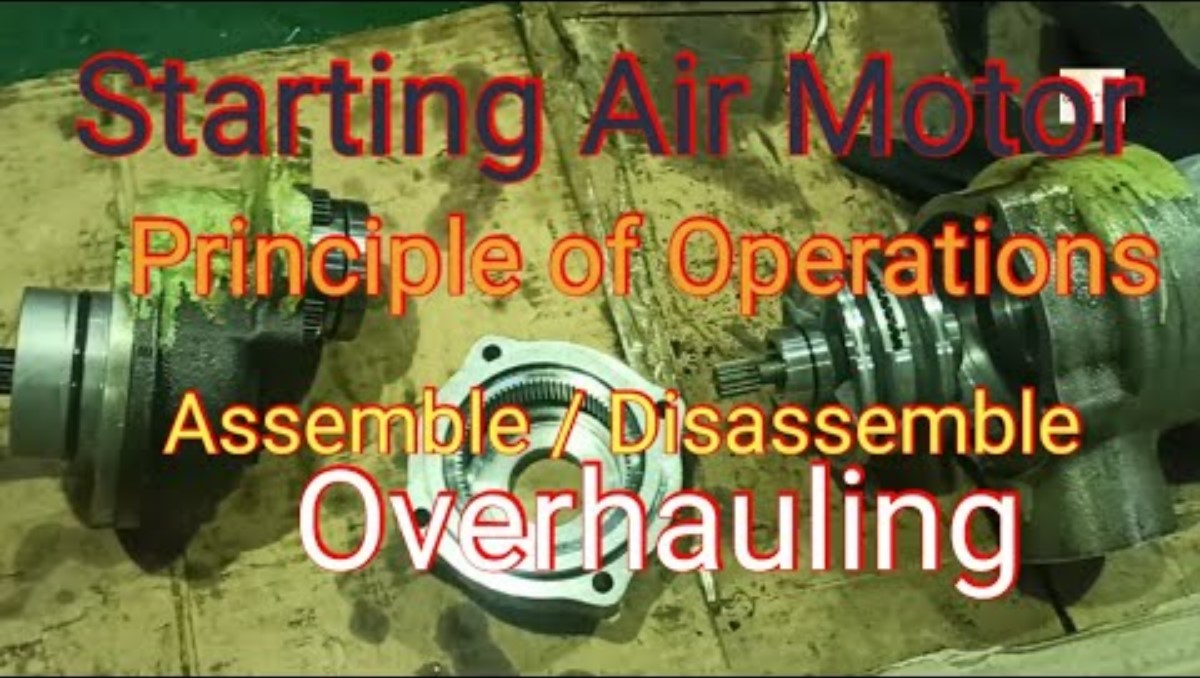 Starting Air Motor
Principle of Operations
Assemble / Disassemble
Overhauling